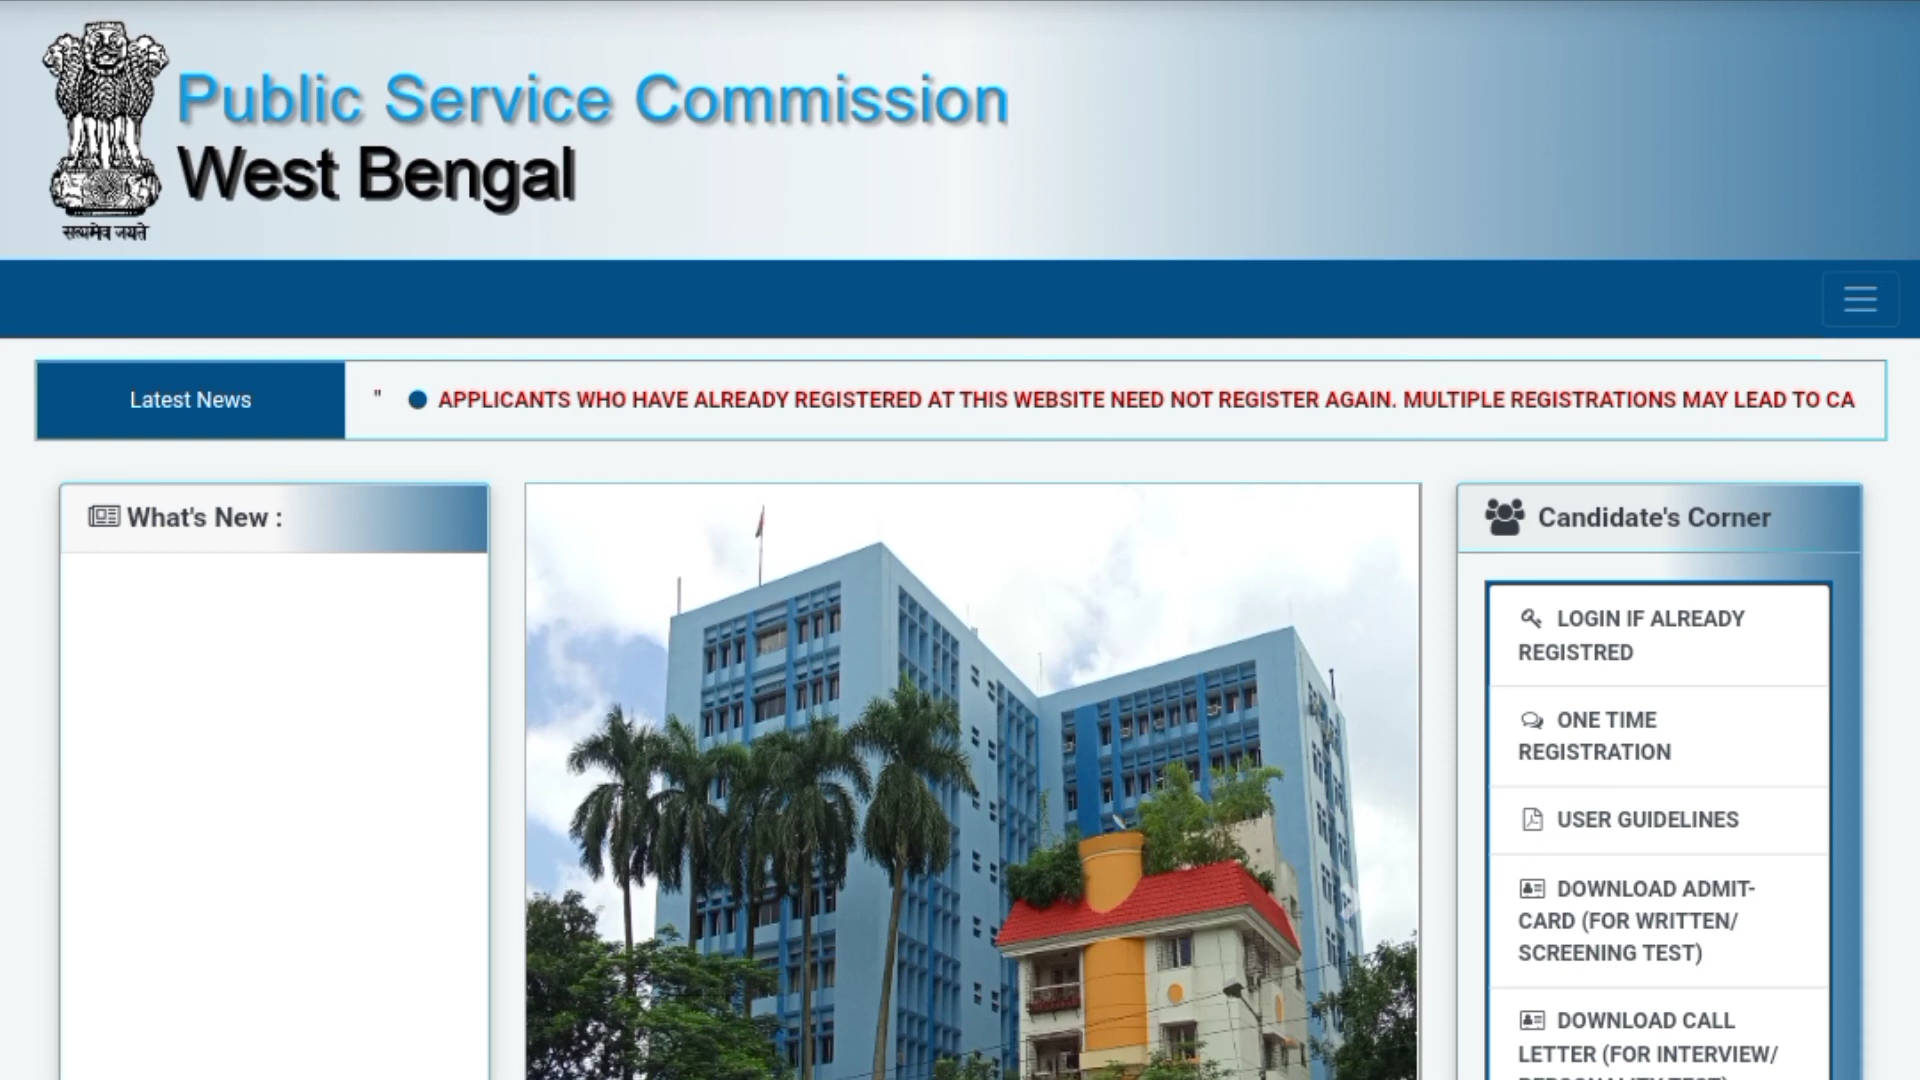 Public Service Commission
West Bengal
सत्यमेव जयते
Latest News
" APPLICANTS WHO HAVE ALREADY REGISTERED AT THIS WEBSITE NEED NOT REGISTER AGAIN. MULTIPLE REGISTRATIONS MAY LEAD TO CA
What's New :
Candidate's Corner
LOGIN IF ALREADY
REGISTRED
ONE TIME
REGISTRATION
USER GUIDELINES
DOWNLOAD ADMIT-
CARD (FOR WRITTEN/
SCREENING TEST)
DOWNLOAD CALL
LETTER (FOR INTERVIEW/
PERSONALITY TEST)